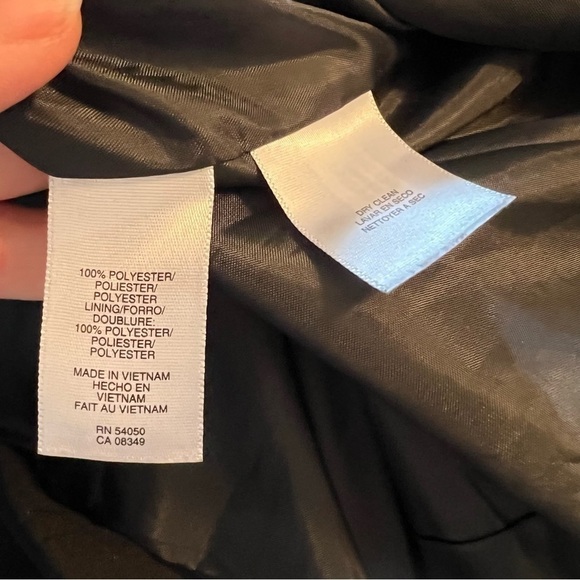 100% POLYESTER/
POLIESTER/
POLYESTER
LINING/FORRO/
DOUBLURE:
100% POLYESTER/
POLIESTER/
POLYESTER
MADE IN VIETNAM
HECHO EN
VIETNAM
FAIT AU VIETNAM
RN 54050
CA 08349
DRY CLEAN
LAVAR EN SECO
NETTOYER À SEC